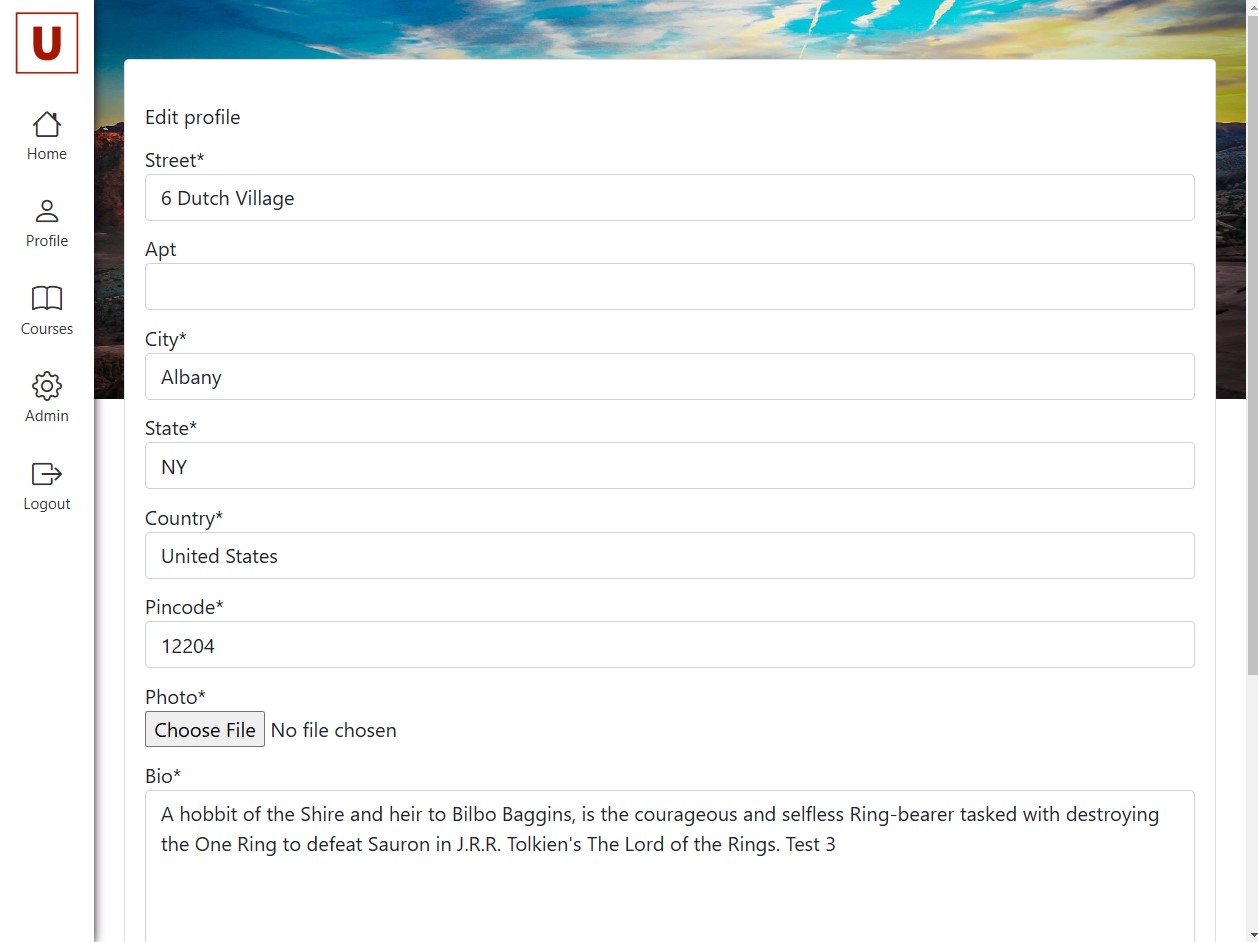 U
Home
Profile
Courses
Admin
Logout
Edit profile
Street*
6 Dutch Village
Apt
City*
Albany
State*
NY
Country*
United States
Pincode*
12204
Photo*
Choose File No file chosen
Bio*
A hobbit of the Shire and heir to Bilbo Baggins, is the courageous and selfless Ring-bearer tasked with destroying
the One Ring to defeat Sauron in J.R.R. Tolkien's The Lord of the Rings. Test 3